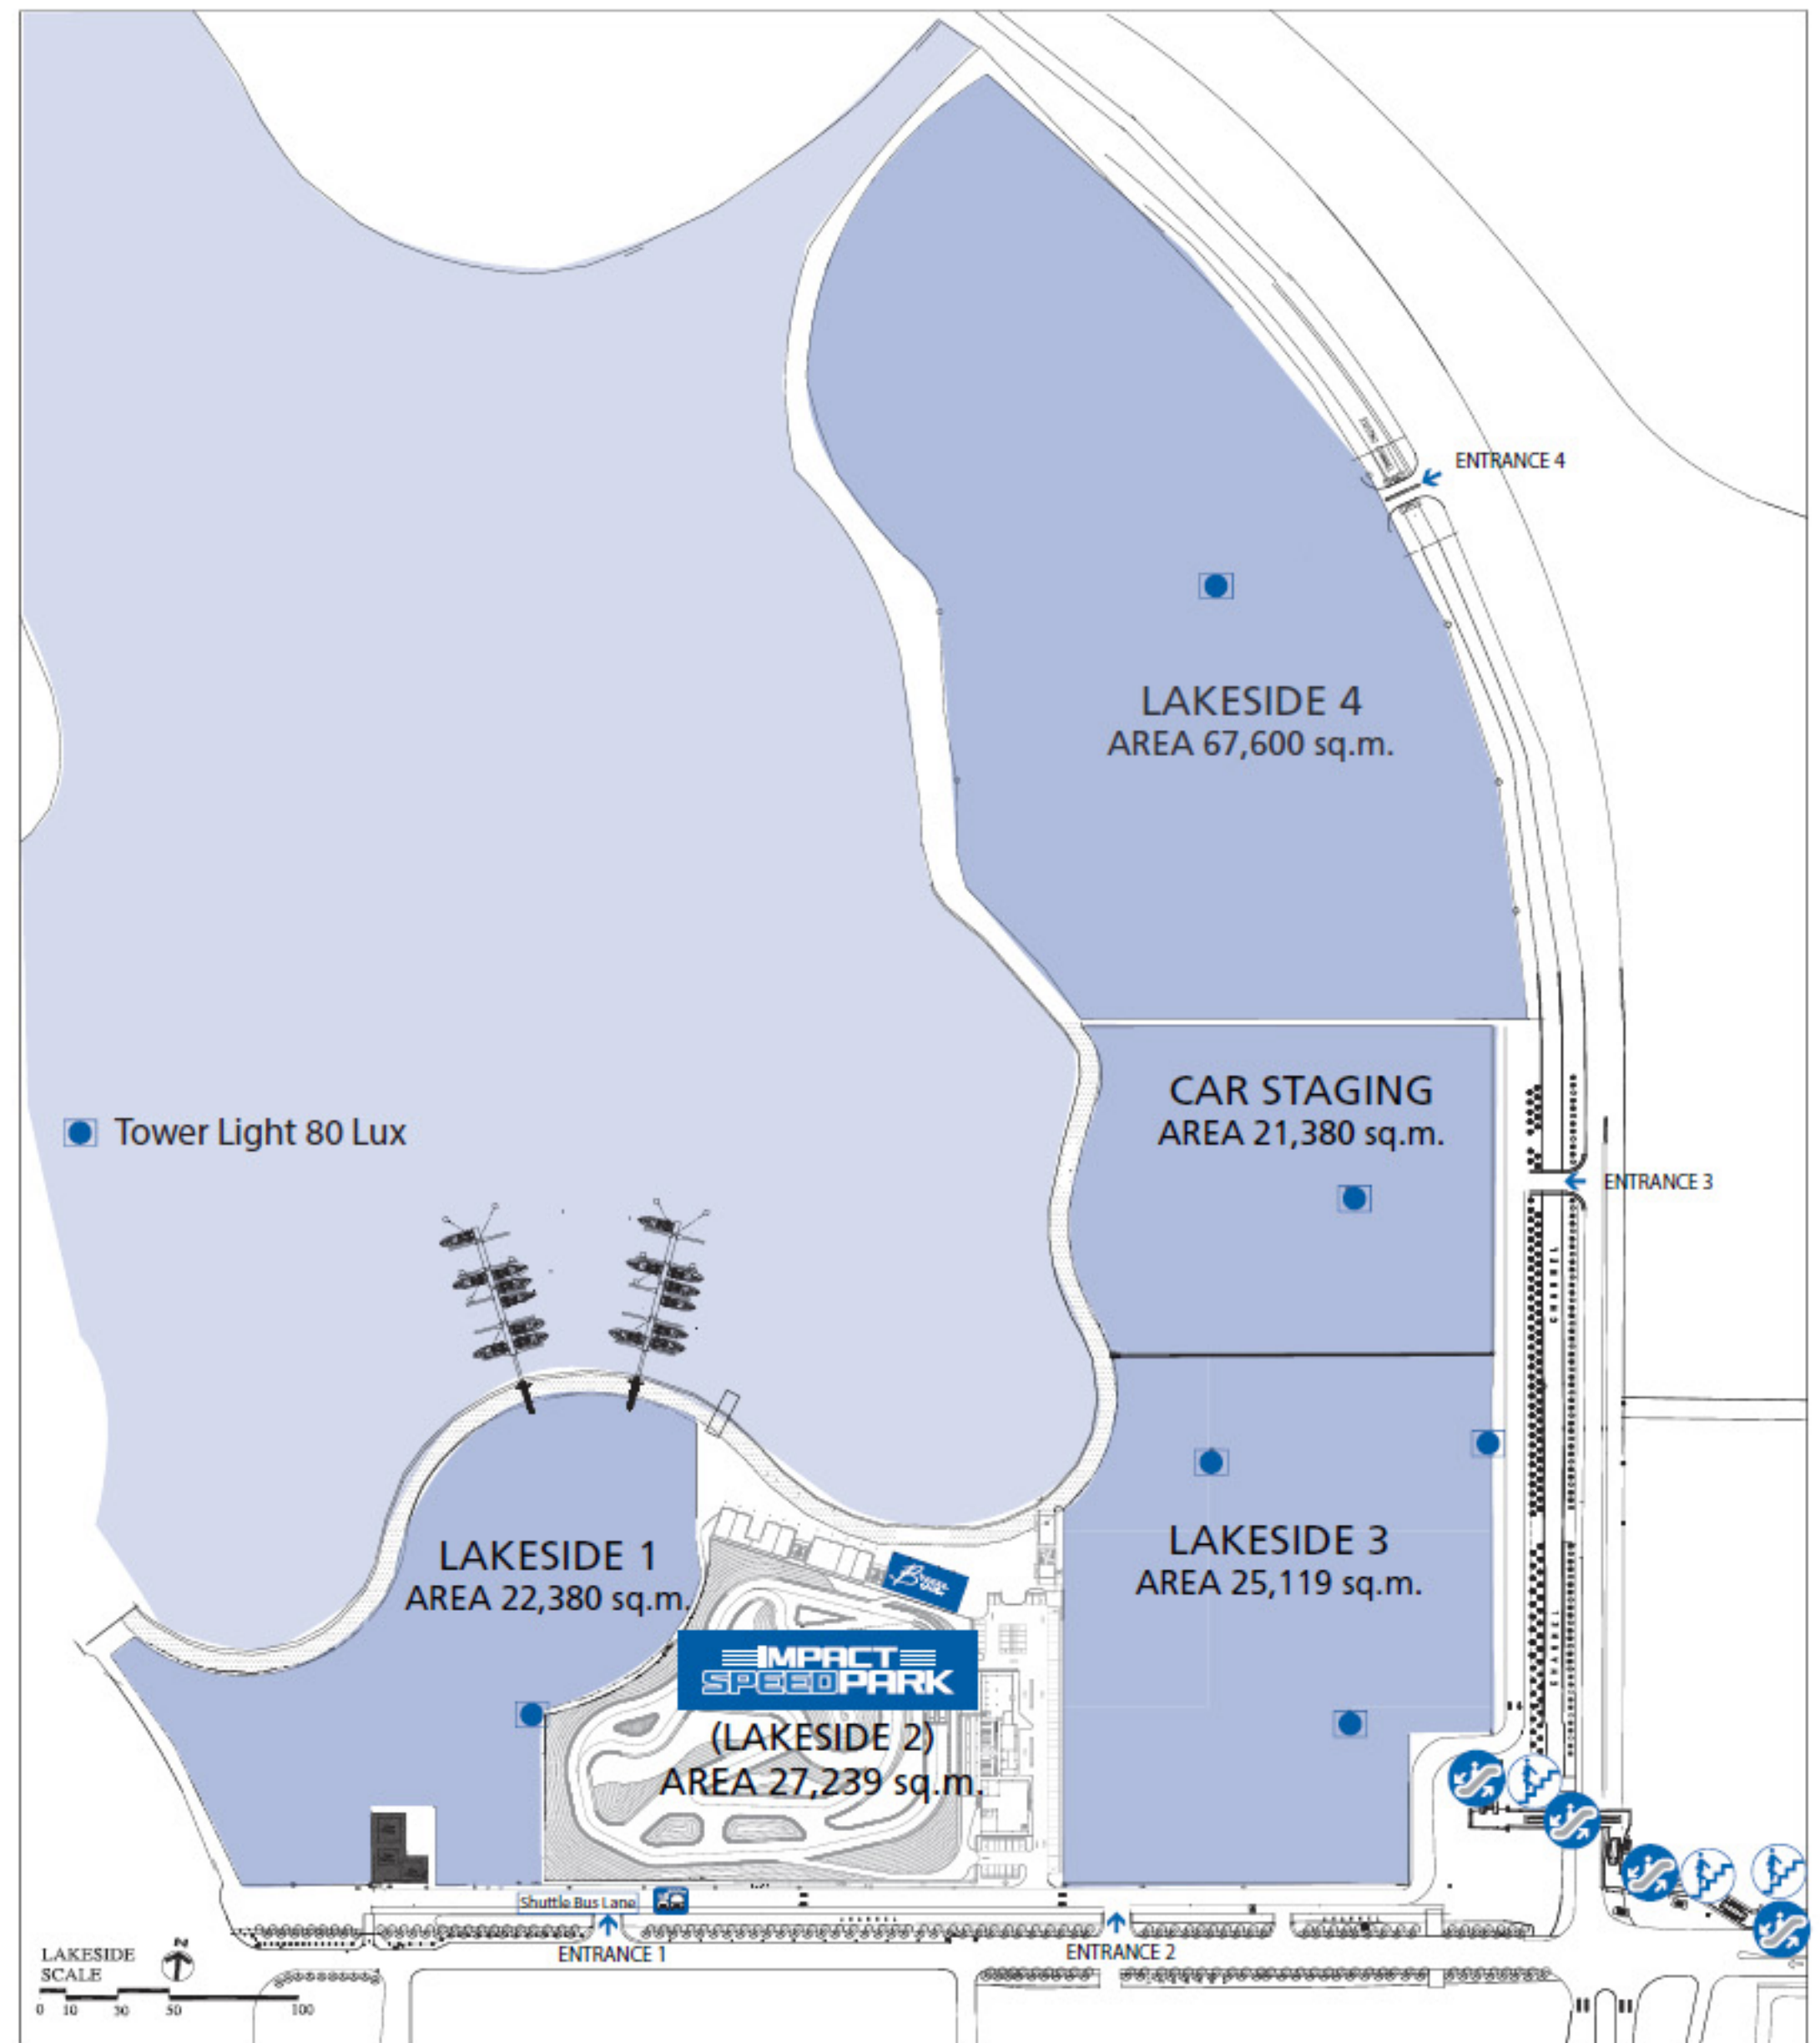 ENTRANCE 4
LAKESIDE 4
AREA 67,600 sq.m.
CAR STAGING
AREA 21,380 sq.m.
Tower Light 80 Lux
ENTRANCE 3
LAKESIDE 3
AREA 25,119 sq.m.
LAKESIDE 1
AREA 22,380 sq.m.
Breeze
IMPACT
SPEEDPARK
(LAKESIDE 2)
AREA 27,239 sq.m.
Shuttle Bus Lane
ENTRANCE 1
ENTRANCE 2
LAKESIDE
SCALE
N
0 10 30 50 100